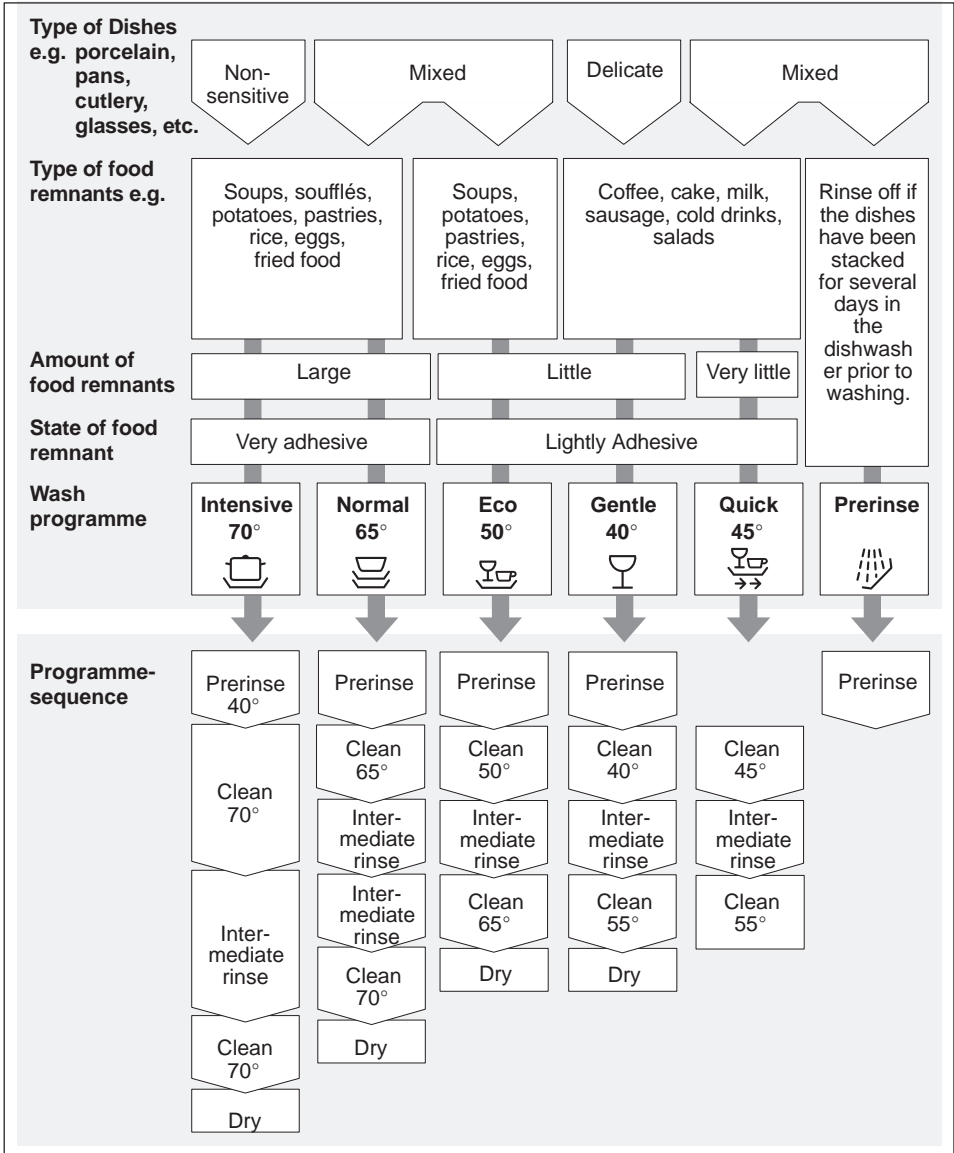 Type of Dishes
e.g. porcelain,
pans,
cutlery,
glasses, etc.
Non-
sensitive
Mixed
Delicate
Mixed
Type of food
remnants e.g.
Soups, soufflés,
potatoes, pastries,
rice, eggs,
fried food
Soups,
potatoes,
pastries,
rice, eggs,
fried food
Coffee, cake, milk,
sausage, cold drinks,
salads
Rinse off if
the dishes
have been
stacked
for several
days in
the
dishwash
er prior to
washing.
Amount of
food remnants
Large
Little
Very little
State of food
remnant
Very adhesive
Lightly Adhesive
Wash
programme
Intensive
70°
Normal
65°
Eco
50°
Gentle
40°
Quick
45°
Prerinse
Programme-
sequence
Prerinse
40°
Clean
70°
Inter-
mediate
rinse
Clean
70°
Dry
Prerinse
Clean
65°
Inter-
mediate
rinse
Inter-
mediate
rinse
Clean
70°
Dry
Prerinse
Clean
50°
Inter-
mediate
rinse
Clean
65°
Dry
Prerinse
Clean
40°
Inter-
mediate
rinse
Clean
55°
Dry
Clean
45°
Inter-
mediate
rinse
Clean
55°
Prerinse